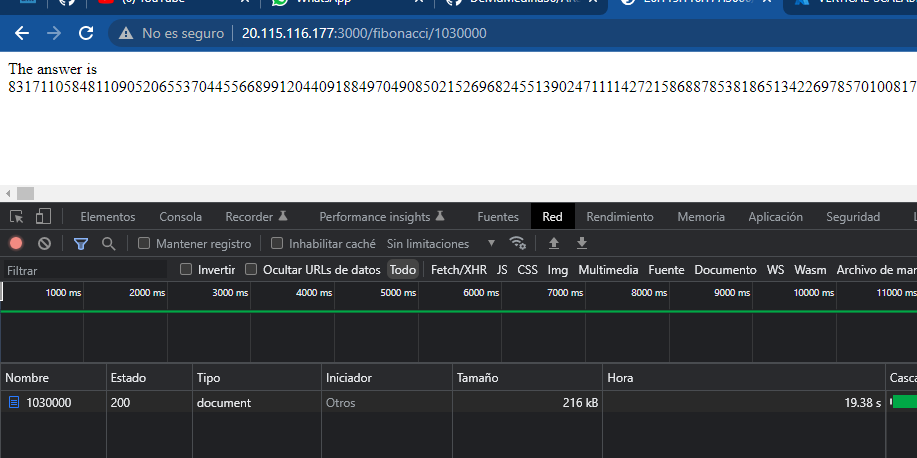 (6) YouTube
WhatsApp
No es seguro 20.115.116.177:3000/fibonacci/1030000
The answer is
Elementos Consola Recorder Performance insights Fuentes Red Rendimiento Memoria Aplicación Seguridad
Mantener registro Inhabilitar caché Sin limitaciones
Filtrar Invertir Ocultar URLs de datos Todo Fetch/XHR JS CSS Img Multimedia Fuente Documento WS Wasm Archivo de mar
1000 ms 2000 ms 3000 ms 4000 ms 5000 ms 6000 ms 7000 ms 8000 ms 9000 ms 10000 ms 11000 ms
Nombre Estado Tipo Iniciador Tamaño Hora Casca
1030000 200 document Otros 216 kB 19.38 s